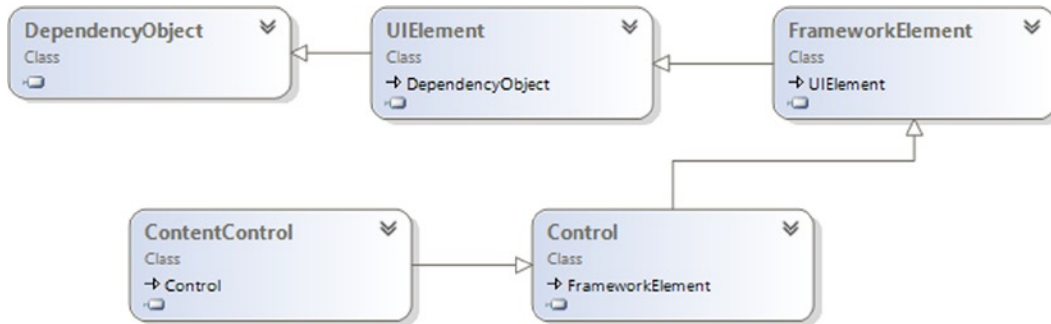 DependencyObject
Class
UIElement
Class
DependencyObject
FrameworkElement
Class
UIElement
ContentControl
Class
Control
Control
Class
FrameworkElement